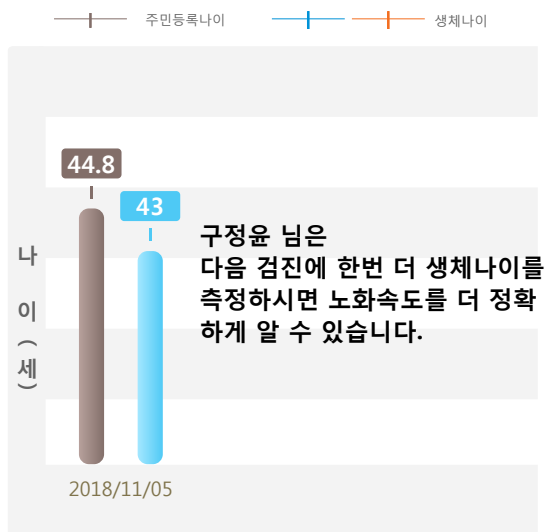 주민등록나이 생체나이
44.8
43
구정윤 님은
다음 검진에 한번 더 생체나이를
측정하시면 노화속도를 더 정확
하게 알 수 있습니다.
나이(세)
2018/11/05